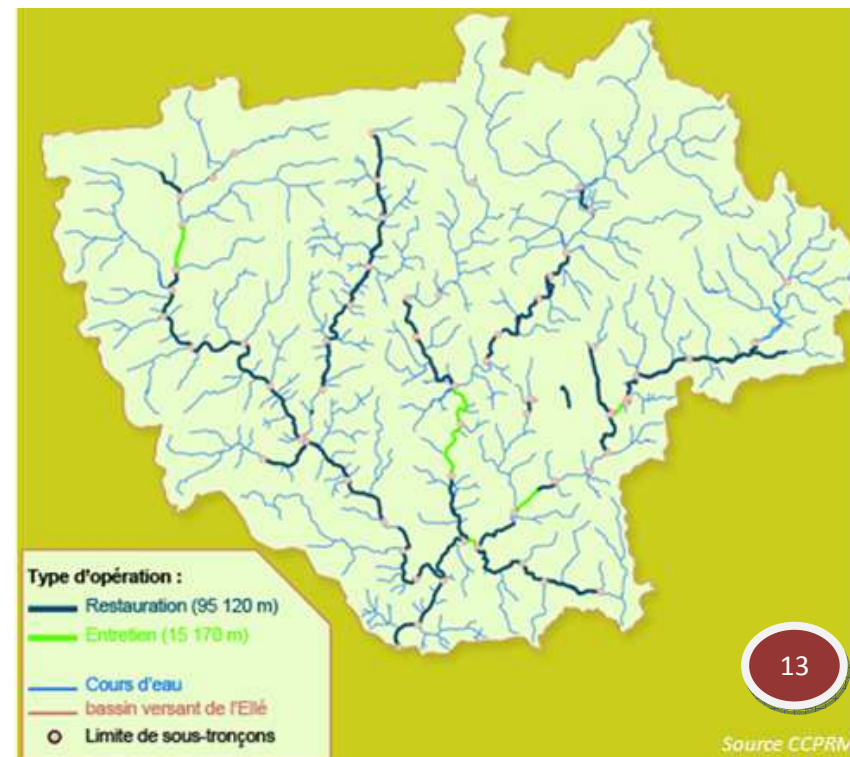 Type d'opération :
Restauration (95 120 m)
Entretien (15 170 m)
Cours d'eau
bassin versant de l'Ellé
Limite de sous-tronçons
13
Source CCPRM